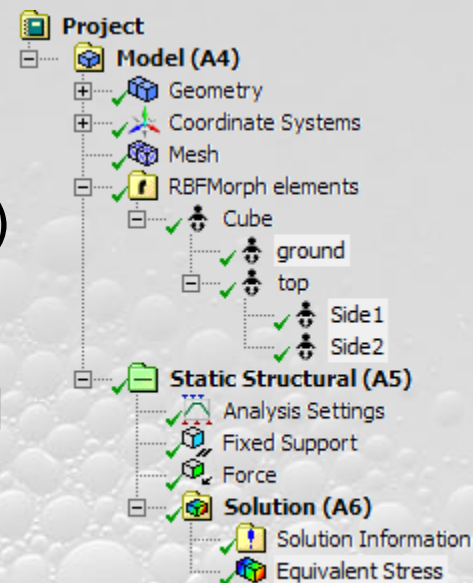 Project
Model (A4)
Geometry
Coordinate Systems
Mesh
RBFMorph elements
)
Cube
ground
top
Side1
Side2
Static Structural (A5)
Analysis Settings
Fixed Support
Force
Solution (A6)
Solution Information
Equivalent Stress